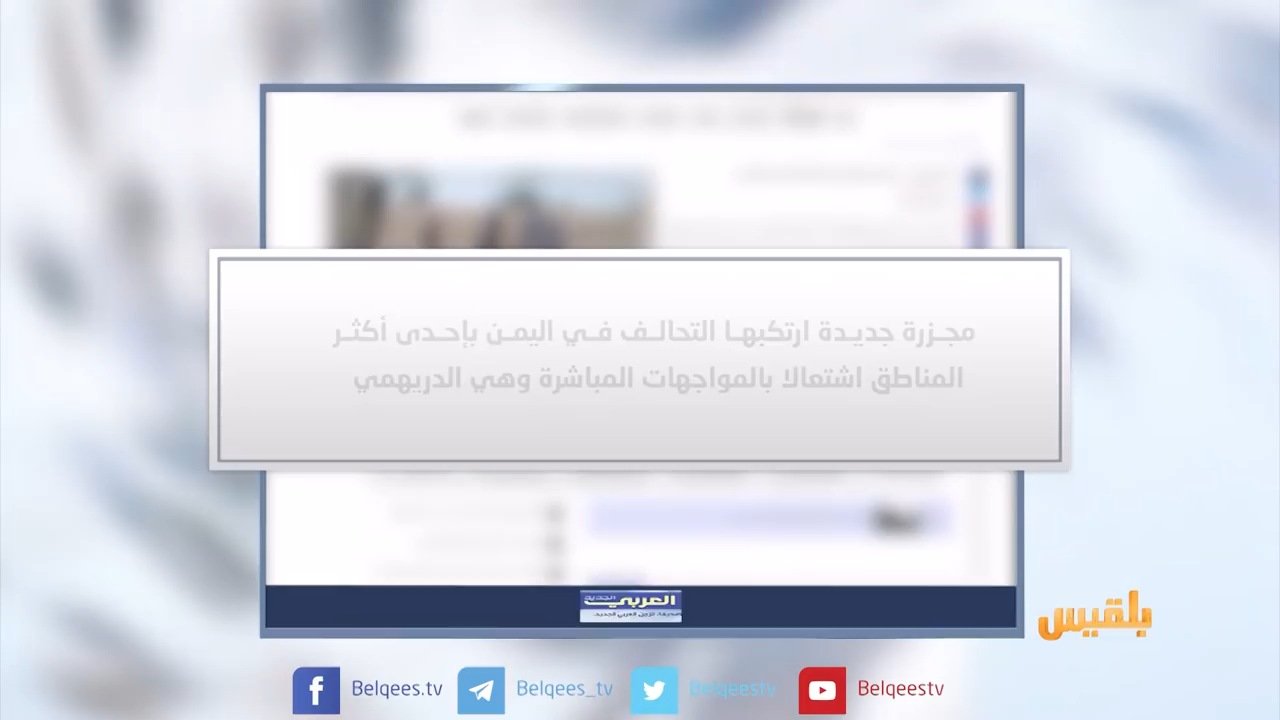 مجزرة جديدة ارتكبها التحالف في اليمن بإحدى أكثر
المناطق اشتعالا بالمواجهات المباشرة وهي الدريهمي
العربي الجديد
بلقيس
Belqees.tv
Belqees_tv
Belqeestv
Belqeestv